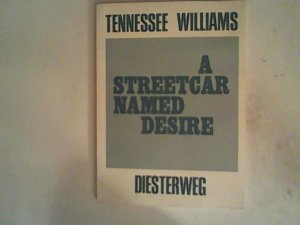 TENNESSEE WILLIAMS
A
STREETCAR
NAMED
DESIRE
DIESTERWEG